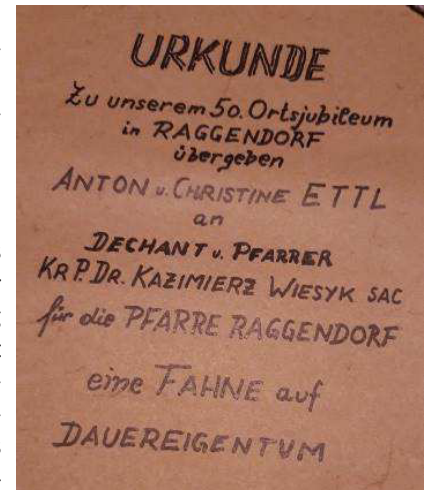 URKUNDE
Zu unserem 50. Ortsjubileum
in RAGGENDORF
übergeben
ANTON u. CHRISTINE ETTL
an
DECHANT u. PFARRER
KR P. DR. KAZIMIERZ WIESYK SAC
für die PFARRE RAGGENDORF
eine FAHNE auf
DAUEREIGENTUM